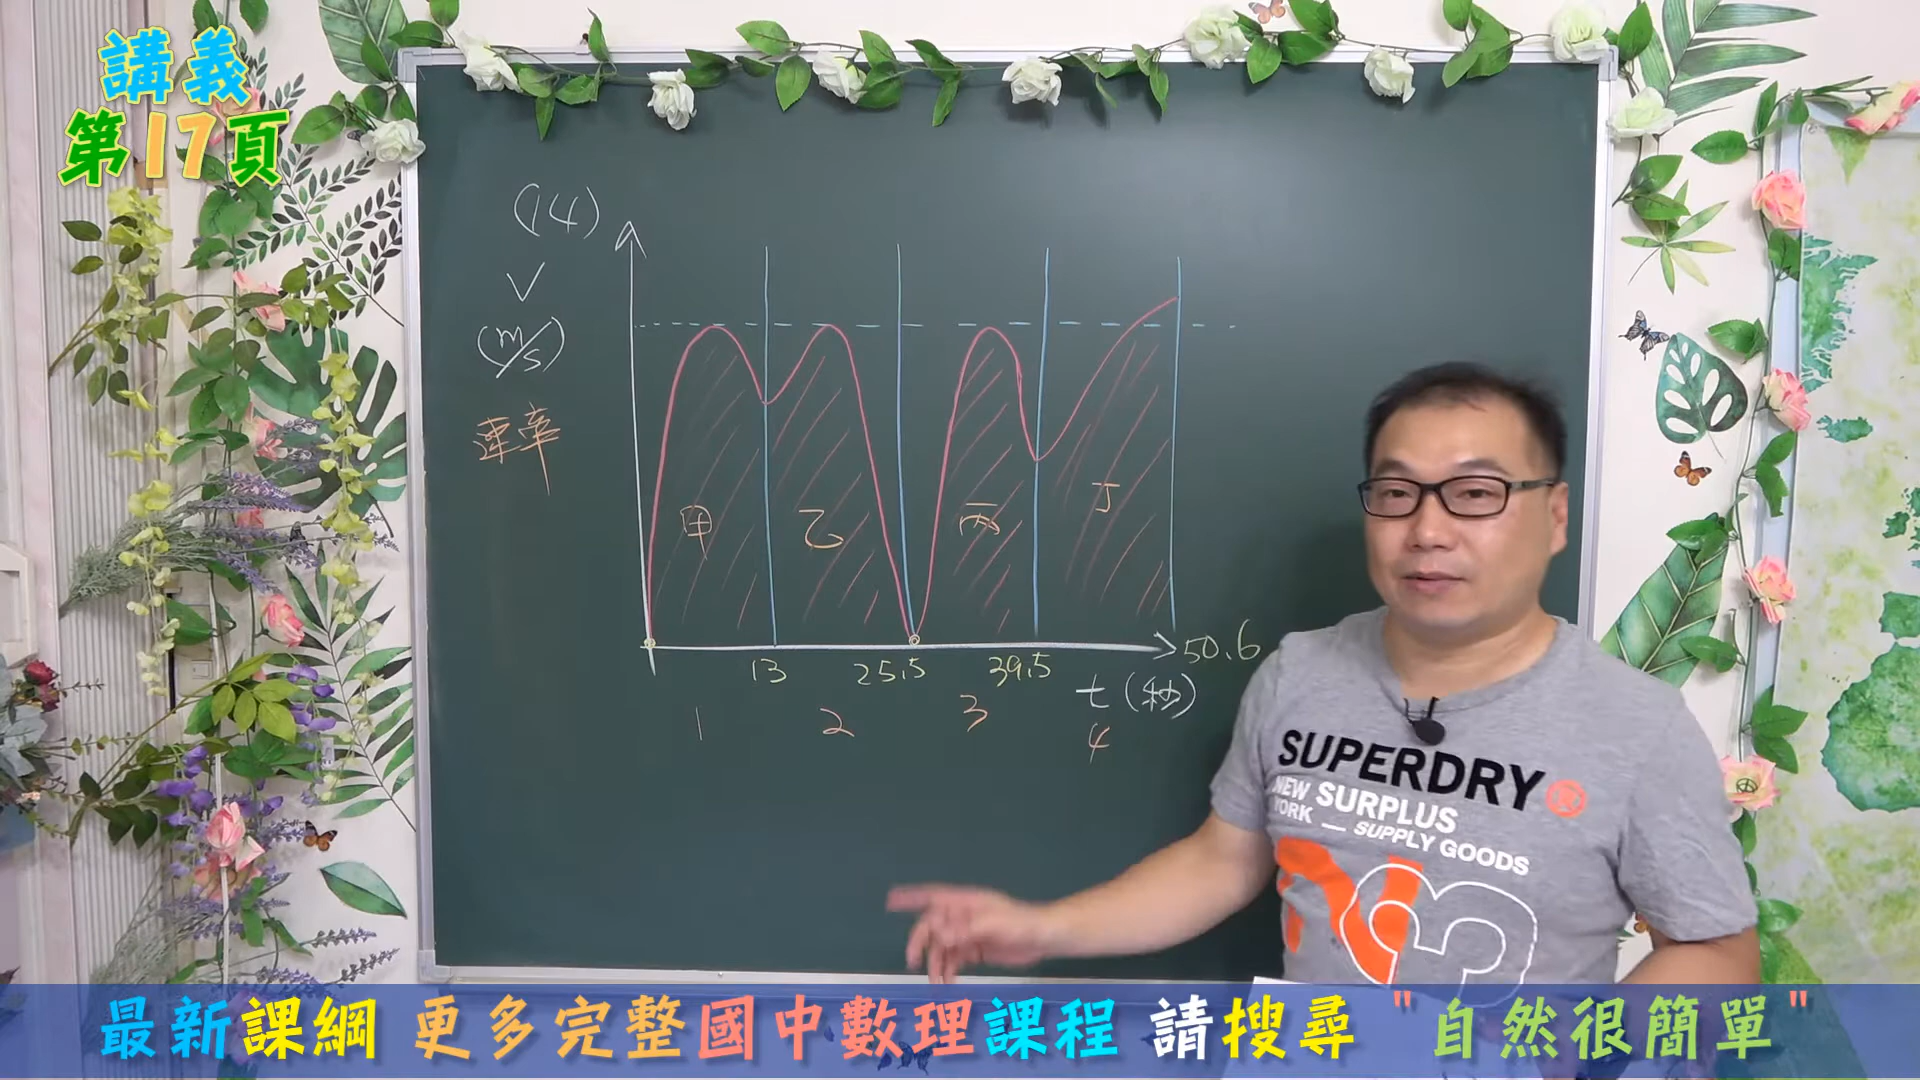 講義
第17頁
(14)
V
(m/s)
速率
甲
乙
丙
丁
13
25.5
39.5
50.6
t(秒)
1
2
3
4
SUPERDRY
NEW YORK — SURPLUS
SUPPLY GOODS
最新課綱 更多完整國中數理課程 請搜尋 "自然很簡單"